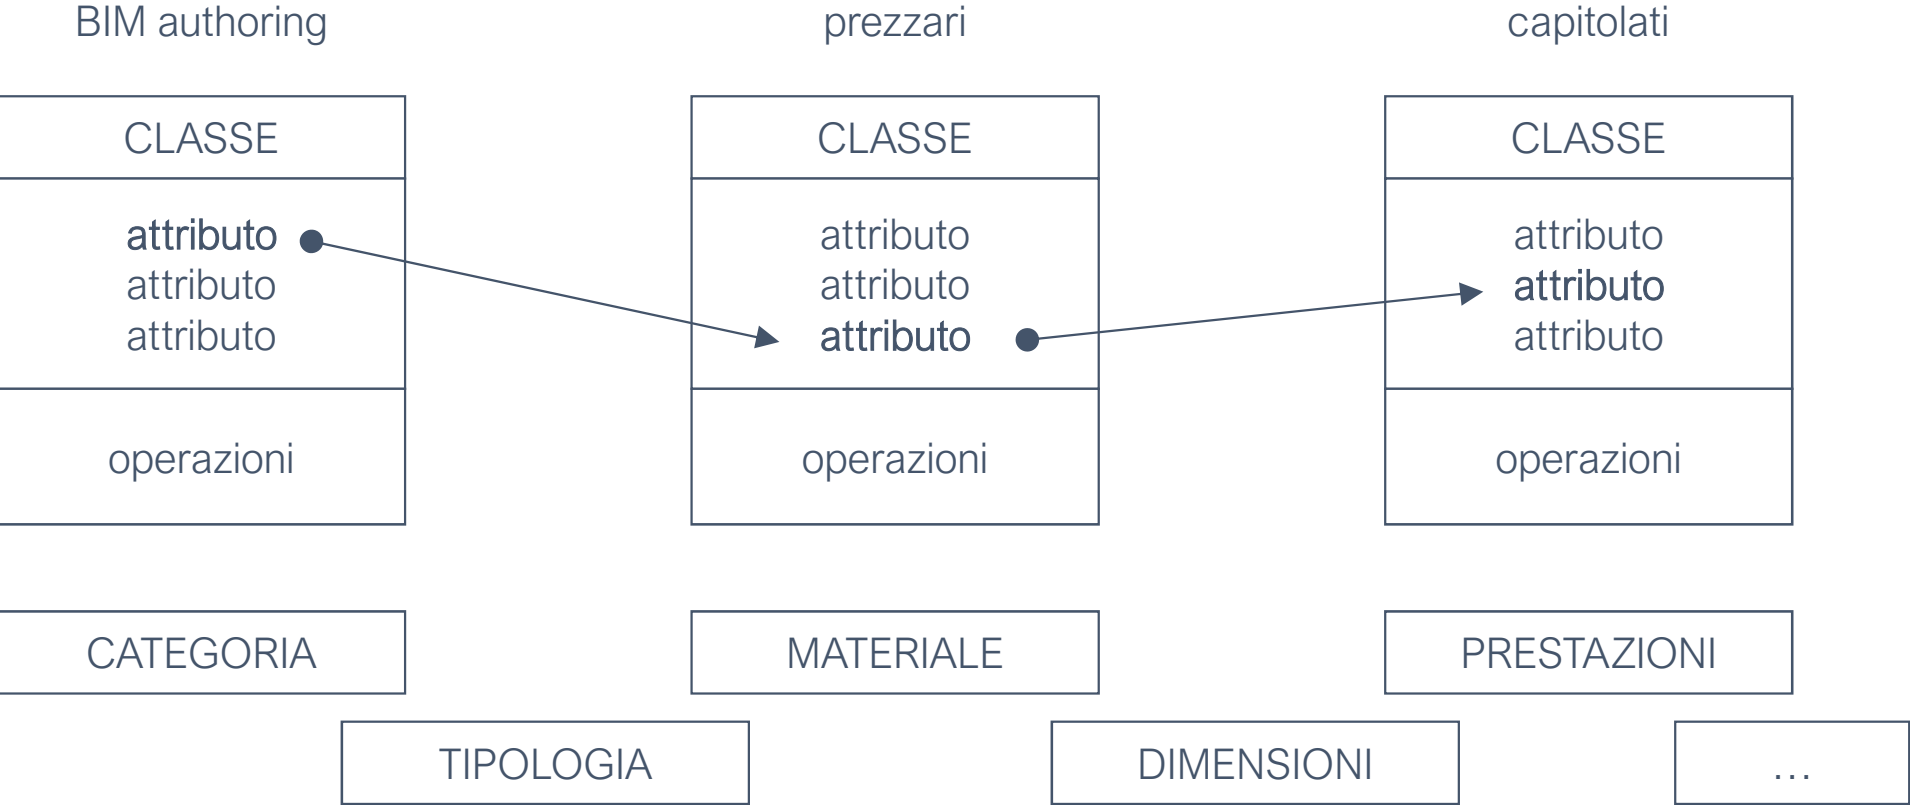 BIM authoring
prezzari
capitolati
CLASSE
CLASSE
CLASSE
attributo
attributo
attributo
attributo
attributo
attributo
attributo
attributo
attributo
operazioni
operazioni
operazioni
CATEGORIA
MATERIALE
PRESTAZIONI
TIPOLOGIA
DIMENSIONI
...